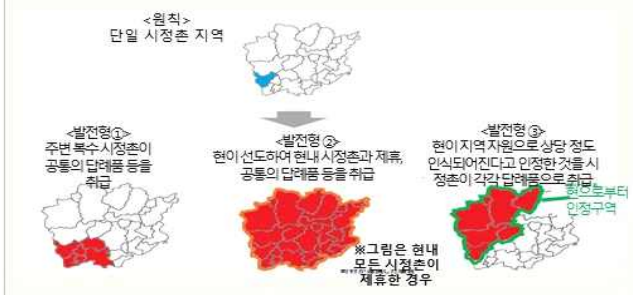 <원칙>
단일 시정촌 지역
<발전형①>
주변 복수 시정촌이
공통의 답례품 등을
취급
<발전형②>
현이 선도하여 현내 시정촌과 제휴,
공통의 답례품 등을 취급
※그림은 현내
모든 시정촌이
제휴한 경우
<발전형③>
현이 지역 자원으로 상당 정도
인식되어진다고 인정한 것을 시
정촌이 각각 답례품으로 취급
현으로부터
인정구역